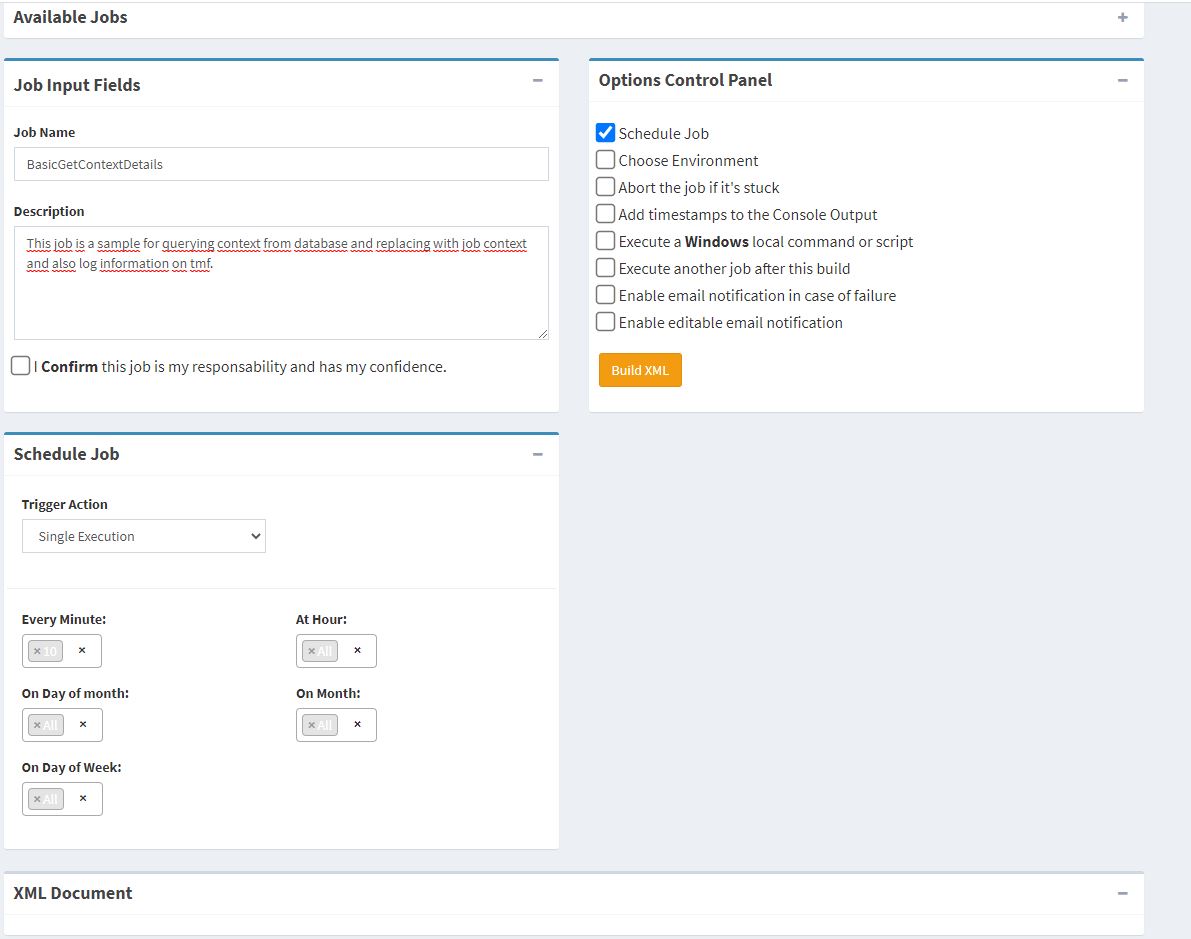 Available Jobs
Job Input Fields
Job Name
BasicGetContextDetails
Description
This job is a sample for querying context from database and replacing with job context
and also log information on tmf.
I Confirm this job is my responsability and has my confidence.
Options Control Panel
Schedule Job
Choose Environment
Abort the job if it's stuck
Add timestamps to the Console Output
Execute a Windows local command or script
Execute another job after this build
Enable email notification in case of failure
Enable editable email notification
Build XML
Schedule Job
Trigger Action
Single Execution
Every Minute:
× 10 ×
At Hour:
× All ×
On Day of month:
× All ×
On Month:
× All ×
On Day of Week:
× All ×
XML Document